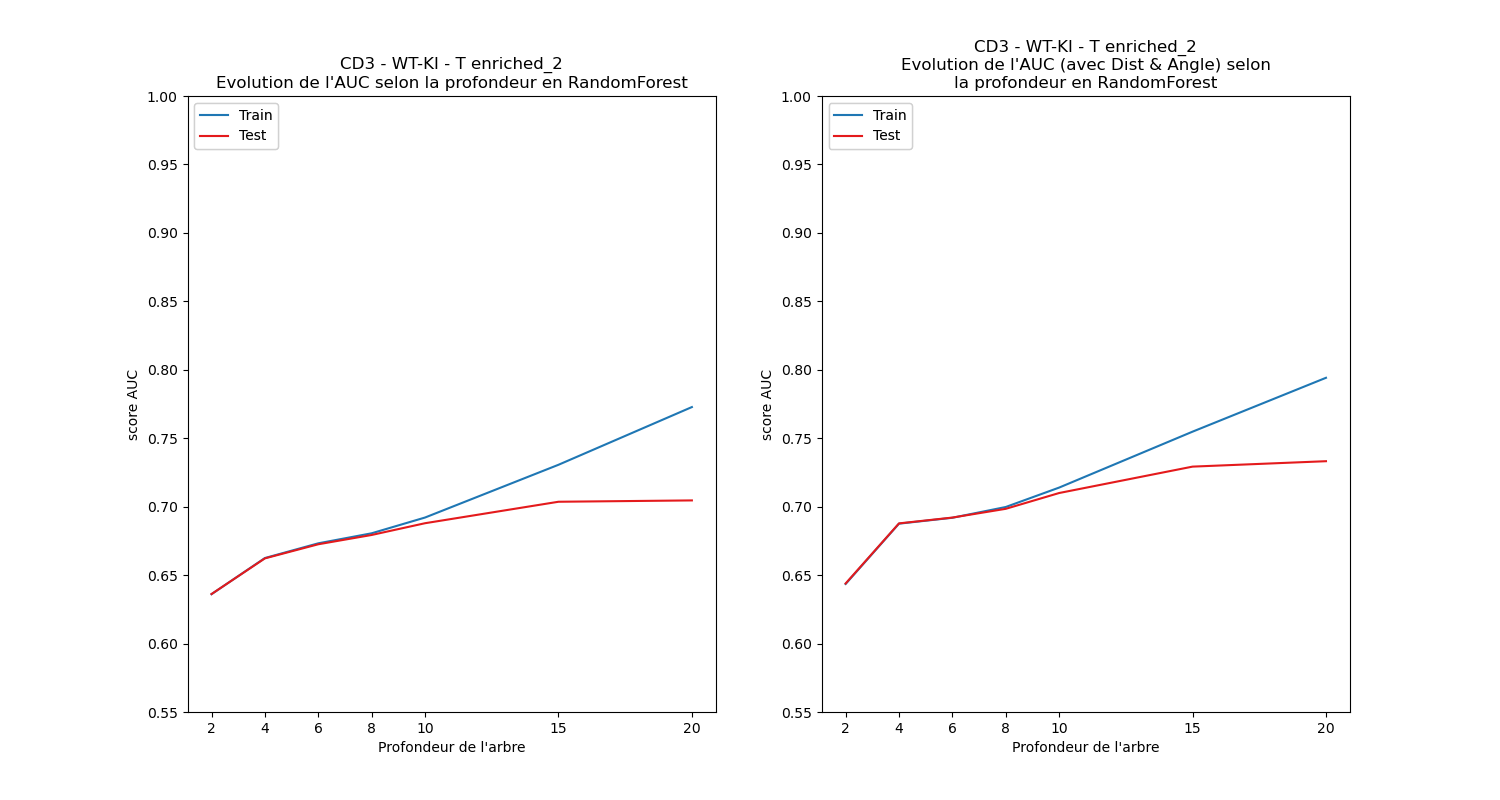 CD3 - WT-KI - T enriched_2
Evolution de l'AUC selon la profondeur en RandomForest
Train
Test
1.00
0.95
0.90
0.85
0.80
0.75
0.70
0.65
0.60
0.55
score AUC
2 4 6 8 10 15 20
Profondeur de l'arbre
CD3 - WT-KI - T enriched_2
Evolution de l'AUC (avec Dist & Angle) selon
la profondeur en RandomForest
Train
Test
1.00
0.95
0.90
0.85
0.80
0.75
0.70
0.65
0.60
0.55
score AUC
2 4 6 8 10 15 20
Profondeur de l'arbre